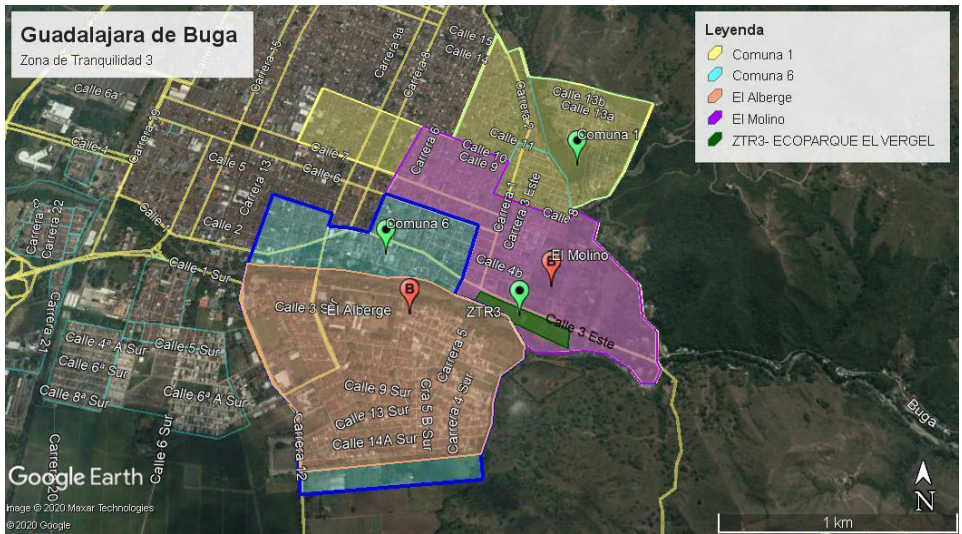 Guadalajara de Buga
Zona de Tranquilidad 3
Leyenda
Comuna 1
Comuna 6
El Alberge
El Molino
ZTR3- ECOPARQUE EL VERGEL
Carrera 15
Carrera 9a
Carrera 8
Calle 15
Calle 14
Calle 6a
Carrera 19
Calle 13b
Calle 13a
Carrera 2
Comuna 1
Calle 4
Calle 5
Calle 7
Calle 6
Carrera 13
Carrera 6
Calle 10
Calle 9
Calle 11
Carrera 1
Carrera 3 Este
Calle 8
Carrera 22
Calle 1
Calle 2
Comuna 6
El Molino
B
Calle 1 Sur
Calle 4b
Carrera 21
Calle 3 Sur
El Alberge
B
ZTR3
Calle 3 Este
Calle 4ª A Sur
Calle 5 Sur
Calle 6ª Sur
Calle 6ª A Sur
Calle 8ª Sur
Carrera 5
Calle 9 Sur
Calle 13 Sur
Calle 14A Sur
Cra 5 B Sur
Carrera 4 Sur
Carrera 12
Calle 6 Sur
Carrera 20
Buga
Google Earth
Image © 2020 Maxar Technologies
© 2020 Google
N
1 km